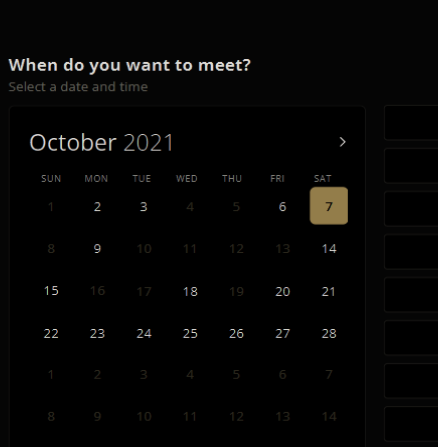 When do you want to meet?
Select a date and time
October 2021 >
SUN MON TUE WED THU FRI SAT
1 2 3 4 5 6 7
8 9 10 11 12 13 14
15 16 17 18 19 20 21
22 23 24 25 26 27 28
1 2 3 4 5 6 7
8 9 10 11 12 13 14